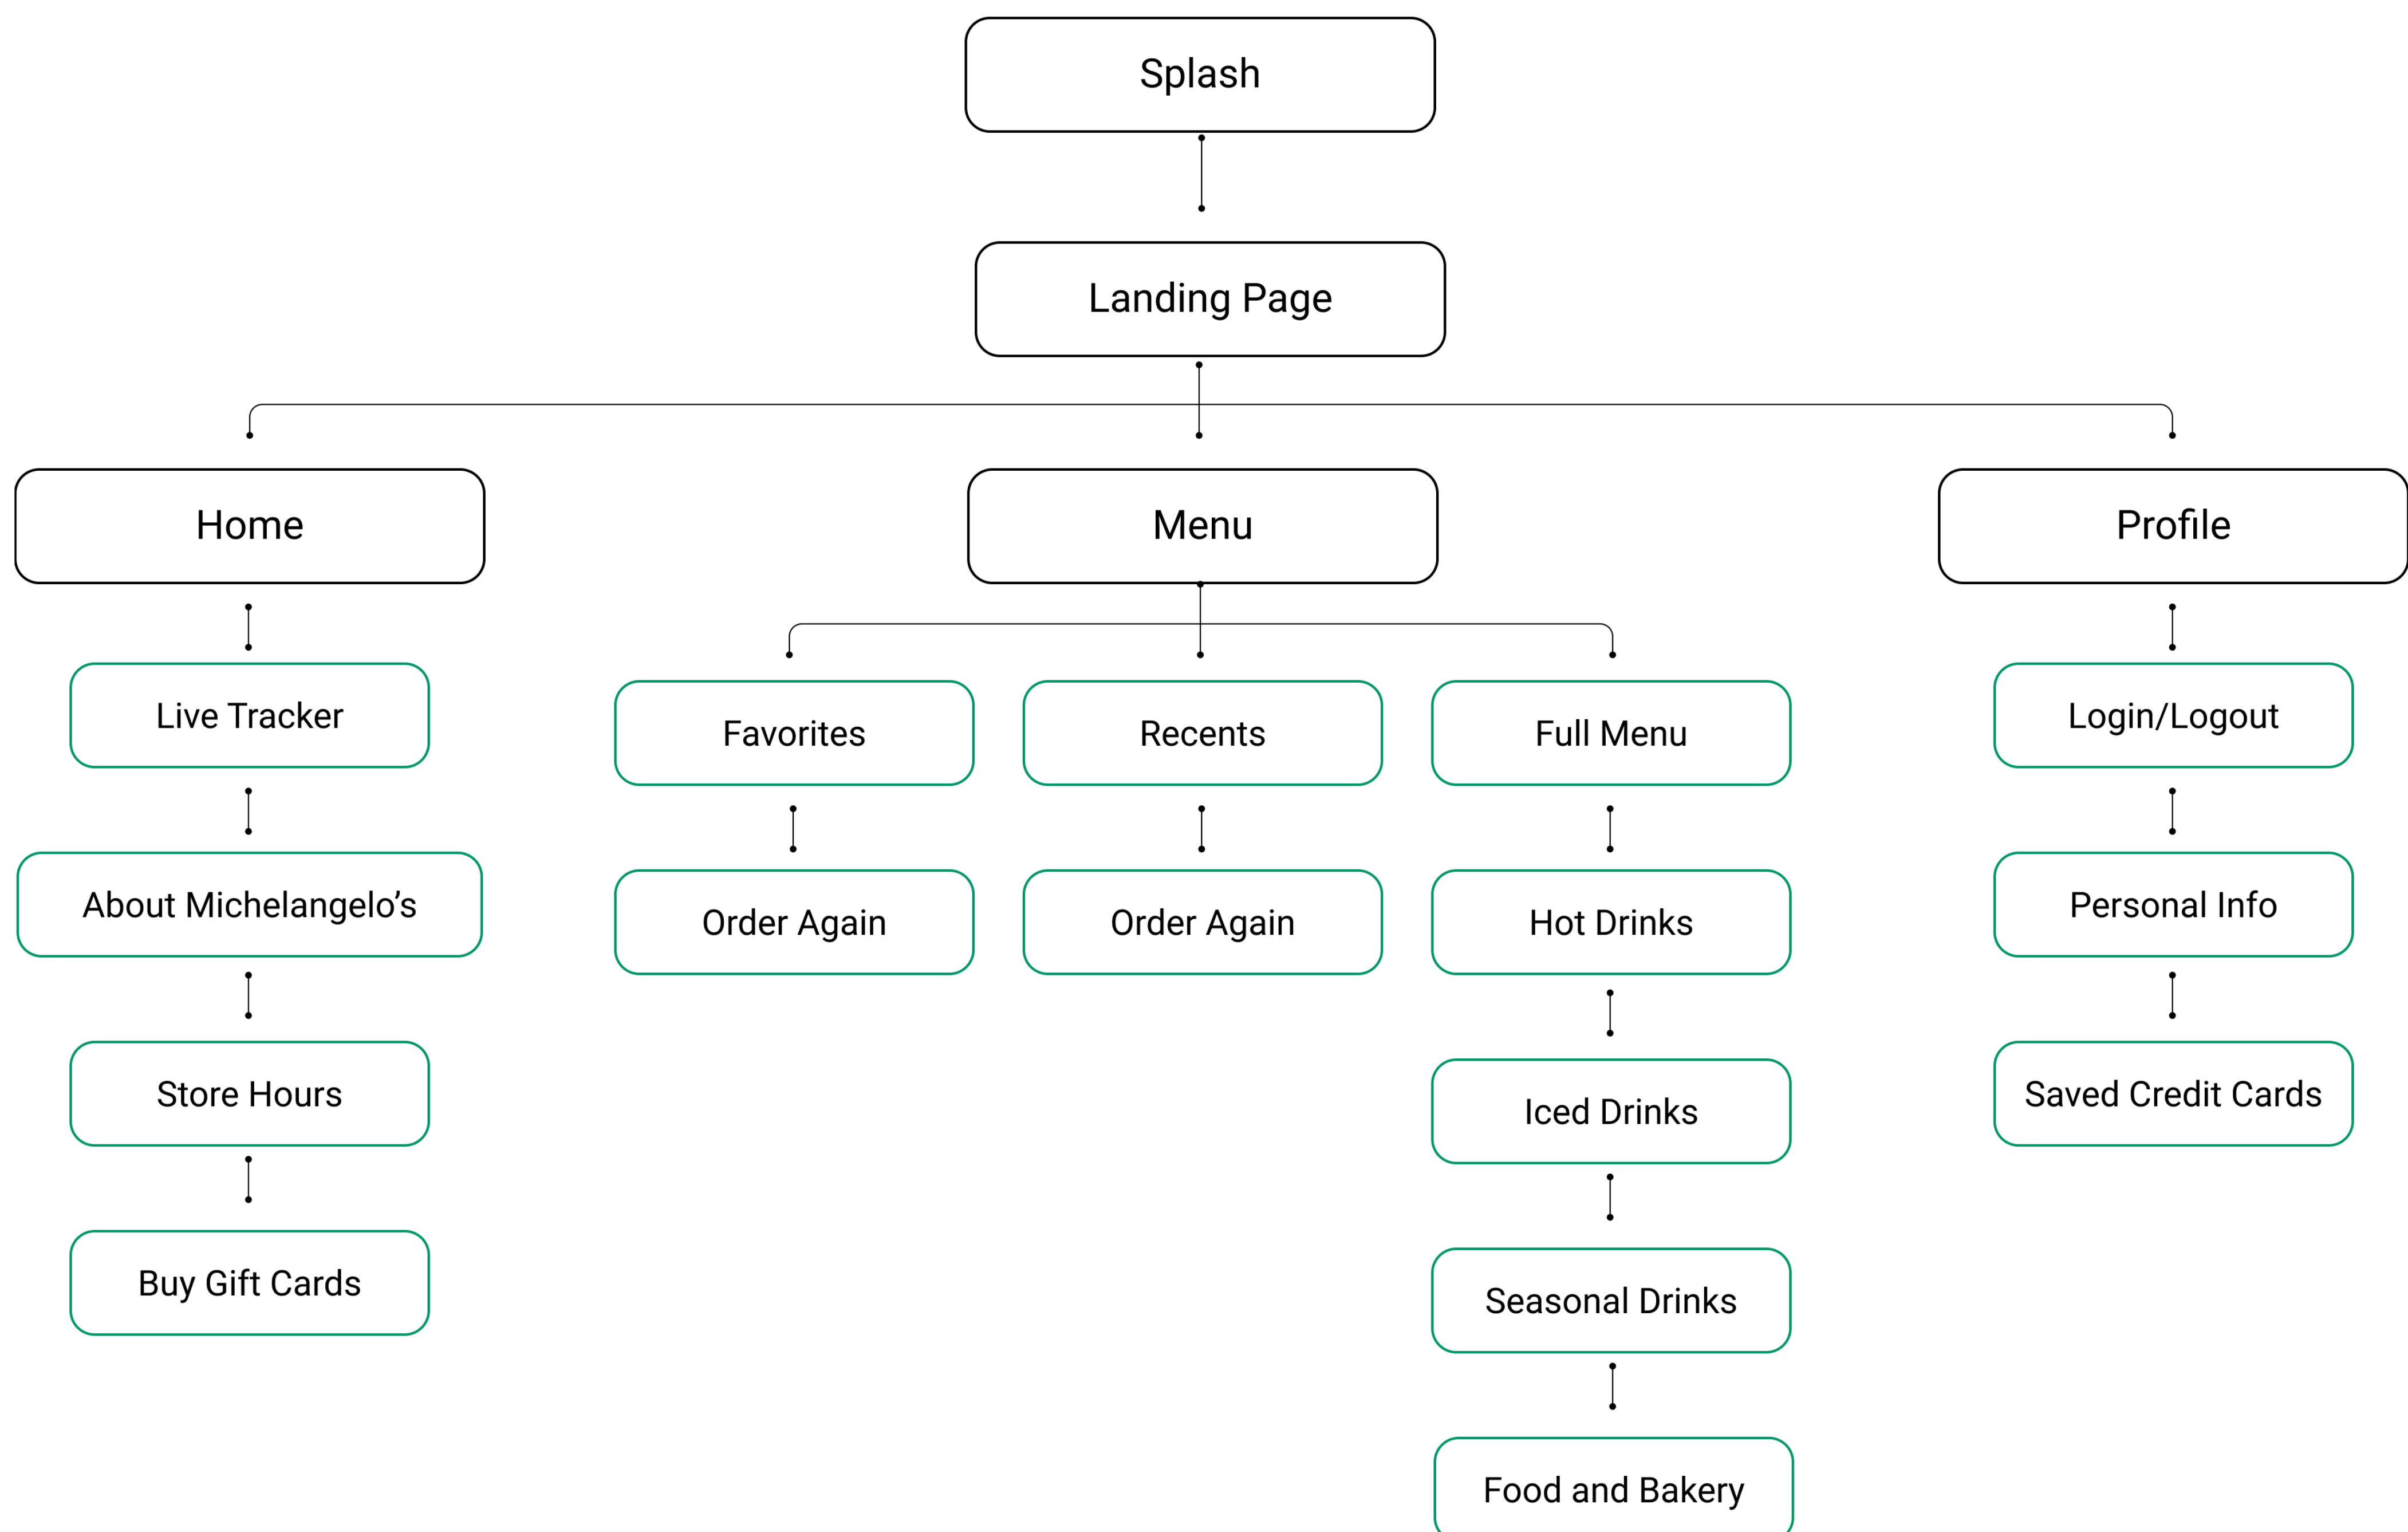 Splash
Landing Page
Home
Menu
Profile
Live Tracker
About Michelangelo’s
Store Hours
Buy Gift Cards
Favorites
Order Again
Recents
Order Again
Full Menu
Hot Drinks
Iced Drinks
Seasonal Drinks
Food and Bakery
Login/Logout
Personal Info
Saved Credit Cards